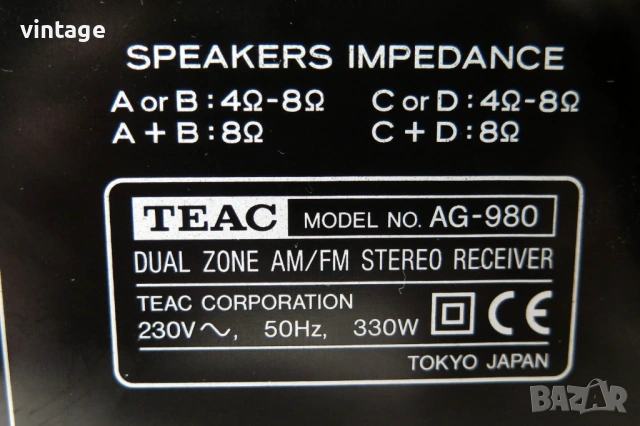 vintage
SPEAKERS IMPEDANCE
A or B : 4Ω-8Ω C or D : 4Ω-8Ω
A + B : 8Ω C + D : 8Ω
TEAC MODEL NO. AG-980
DUAL ZONE AM/FM STEREO RECEIVER
TEAC CORPORATION
230V～, 50Hz, 330W CE
TOKYO JAPAN
BAZAR